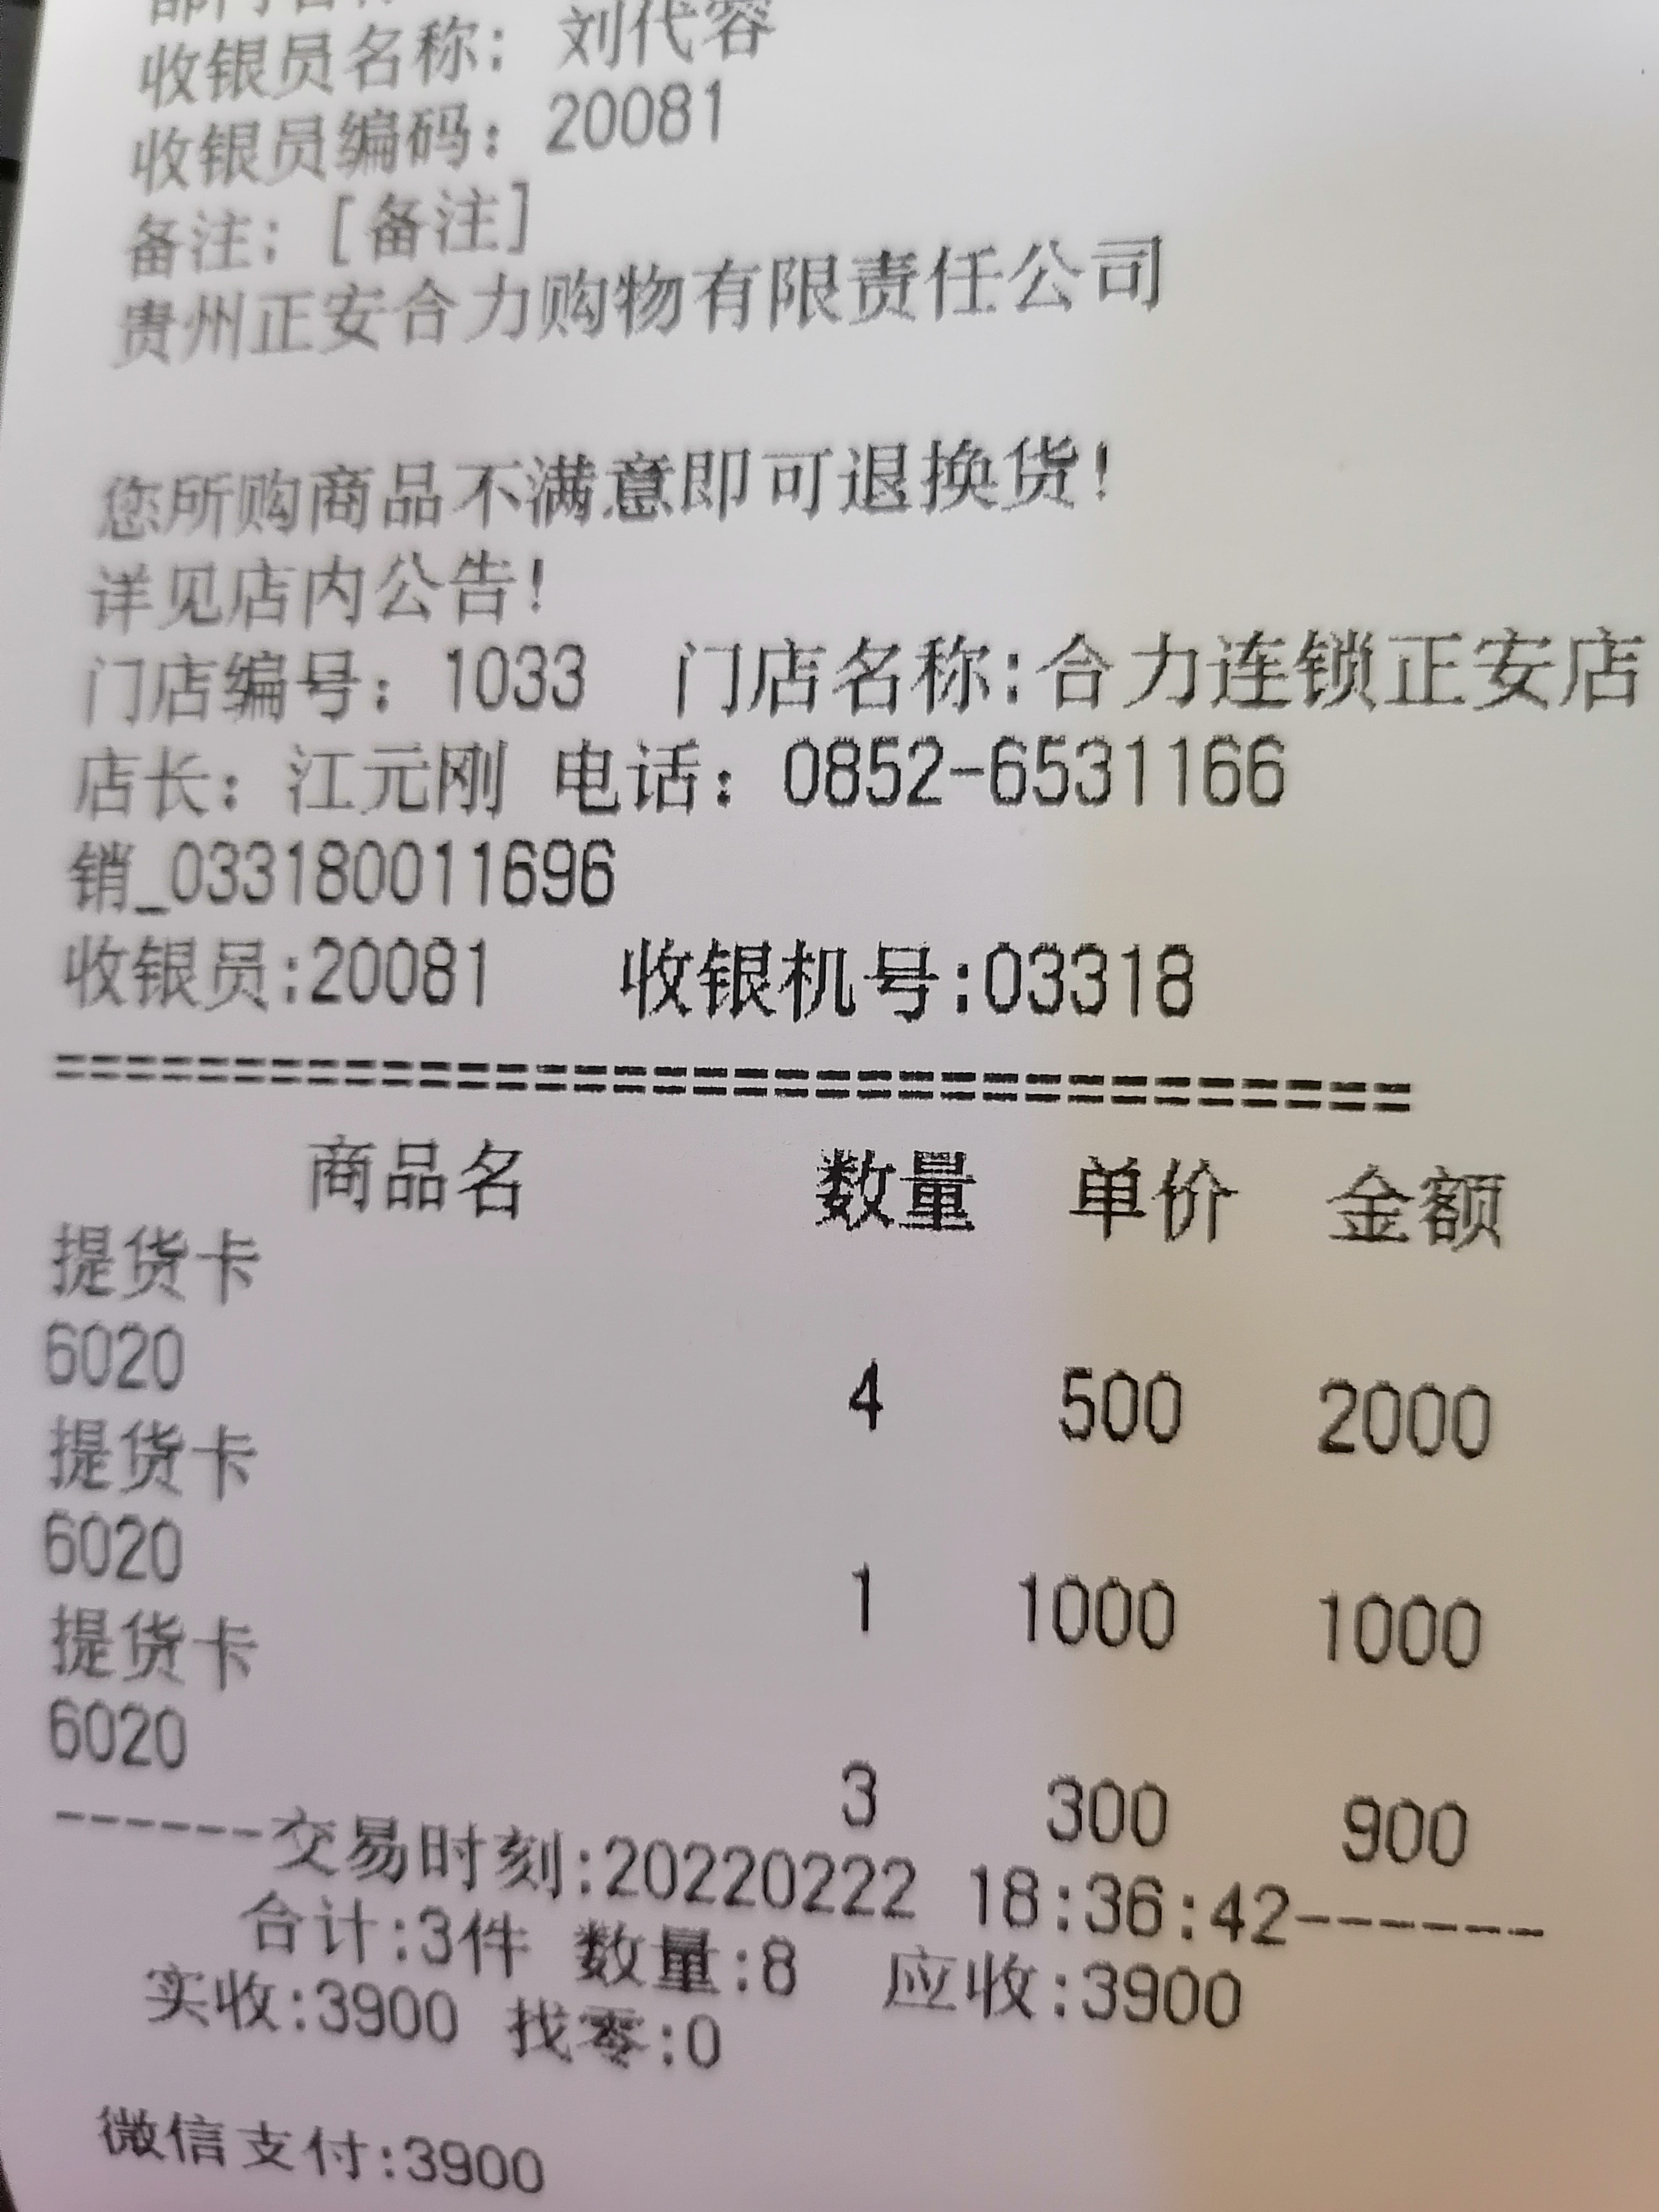 收银员名称: 刘代容
收银员编码: 20081
备注: [备注]
贵州正安合力购物有限责任公司
您所购商品不满意即可退换货!
详见店内公告!
门店编号: 1033 门店名称:合力连锁正安店
店长: 江元刚 电话: 0852-6531166
销_033180011696
收银员:20081 收银机号:03318
======================================
商品名 数量 单价 金额
提货卡
6020
4 500 2000
提货卡
6020
1 1000 1000
提货卡
6020
3 300 900
------交易时刻:20220222 18:36:42------
合计:3件 数量:8 应收:3900
实收:3900 找零:0
微信支付:3900